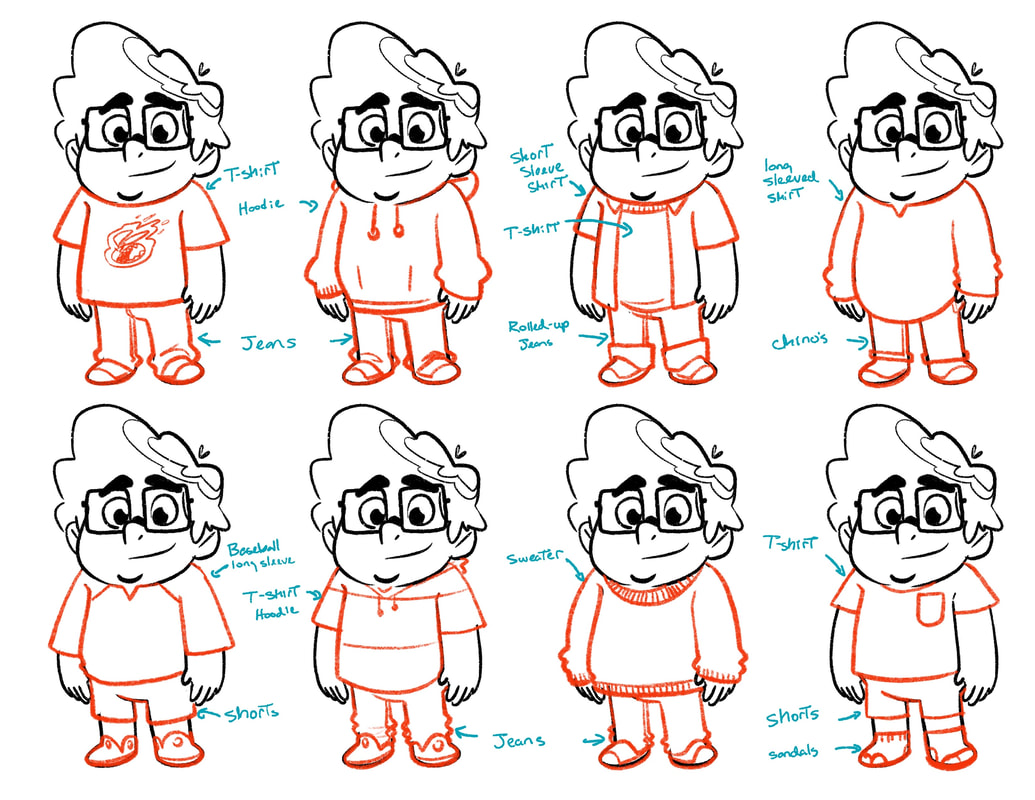 T-shirt
Hoodie
Short
Sleeve
Shirt
T-shirt
long
sleeved
shirt
Jeans
Rolled-up
Jeans
chino's
Baseball
long sleeve
T-shirt
Hoodie
sweater
T-shirt
shorts
Jeans
shorts
sandals